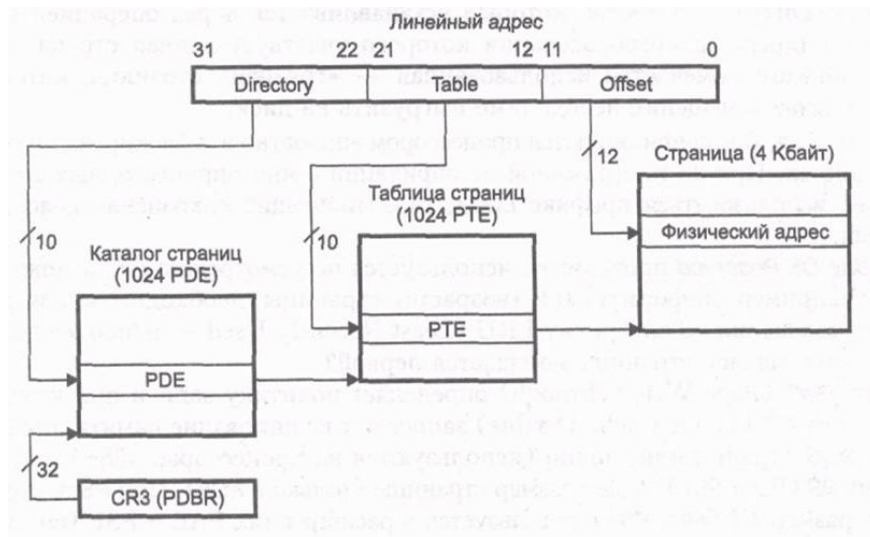 Линейный адрес
31 22 21 12 11 0
Directory Table Offset
12
Страница (4 Кбайт)
Таблица страниц
(1024 PTE)
Физический адрес
10
10
Каталог страниц
(1024 PDE)
PTE
PDE
32
CR3 (PDBR)